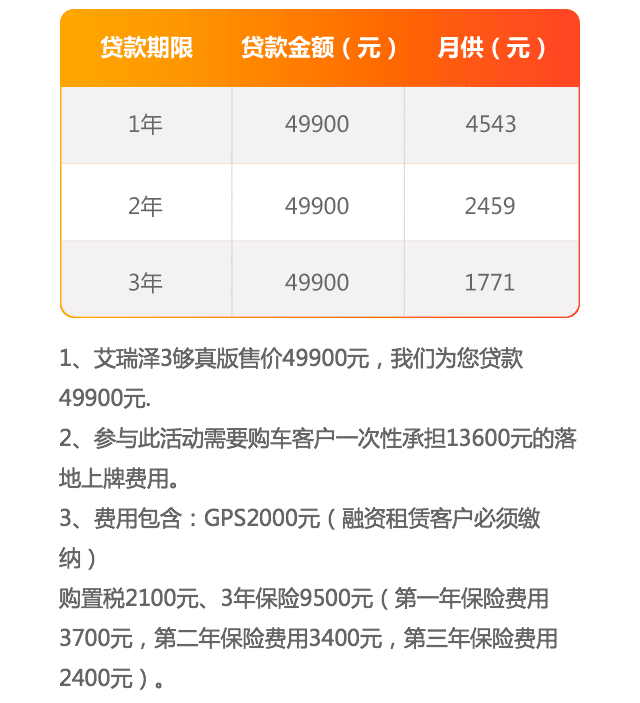 贷款期限 贷款金额（元） 月供（元）
1年 49900 4543
2年 49900 2459
3年 49900 1771
1、艾瑞泽3够真版售价49900元，我们为您贷款
49900元.
2、参与此活动需要购车客户一次性承担13600元的落
地上牌费用。
3、费用包含：GPS2000元（融资租赁客户必须缴
纳）
购置税2100元、3年保险9500元（第一年保险费用
3700元，第二年保险费用3400元，第三年保险费用
2400元）。